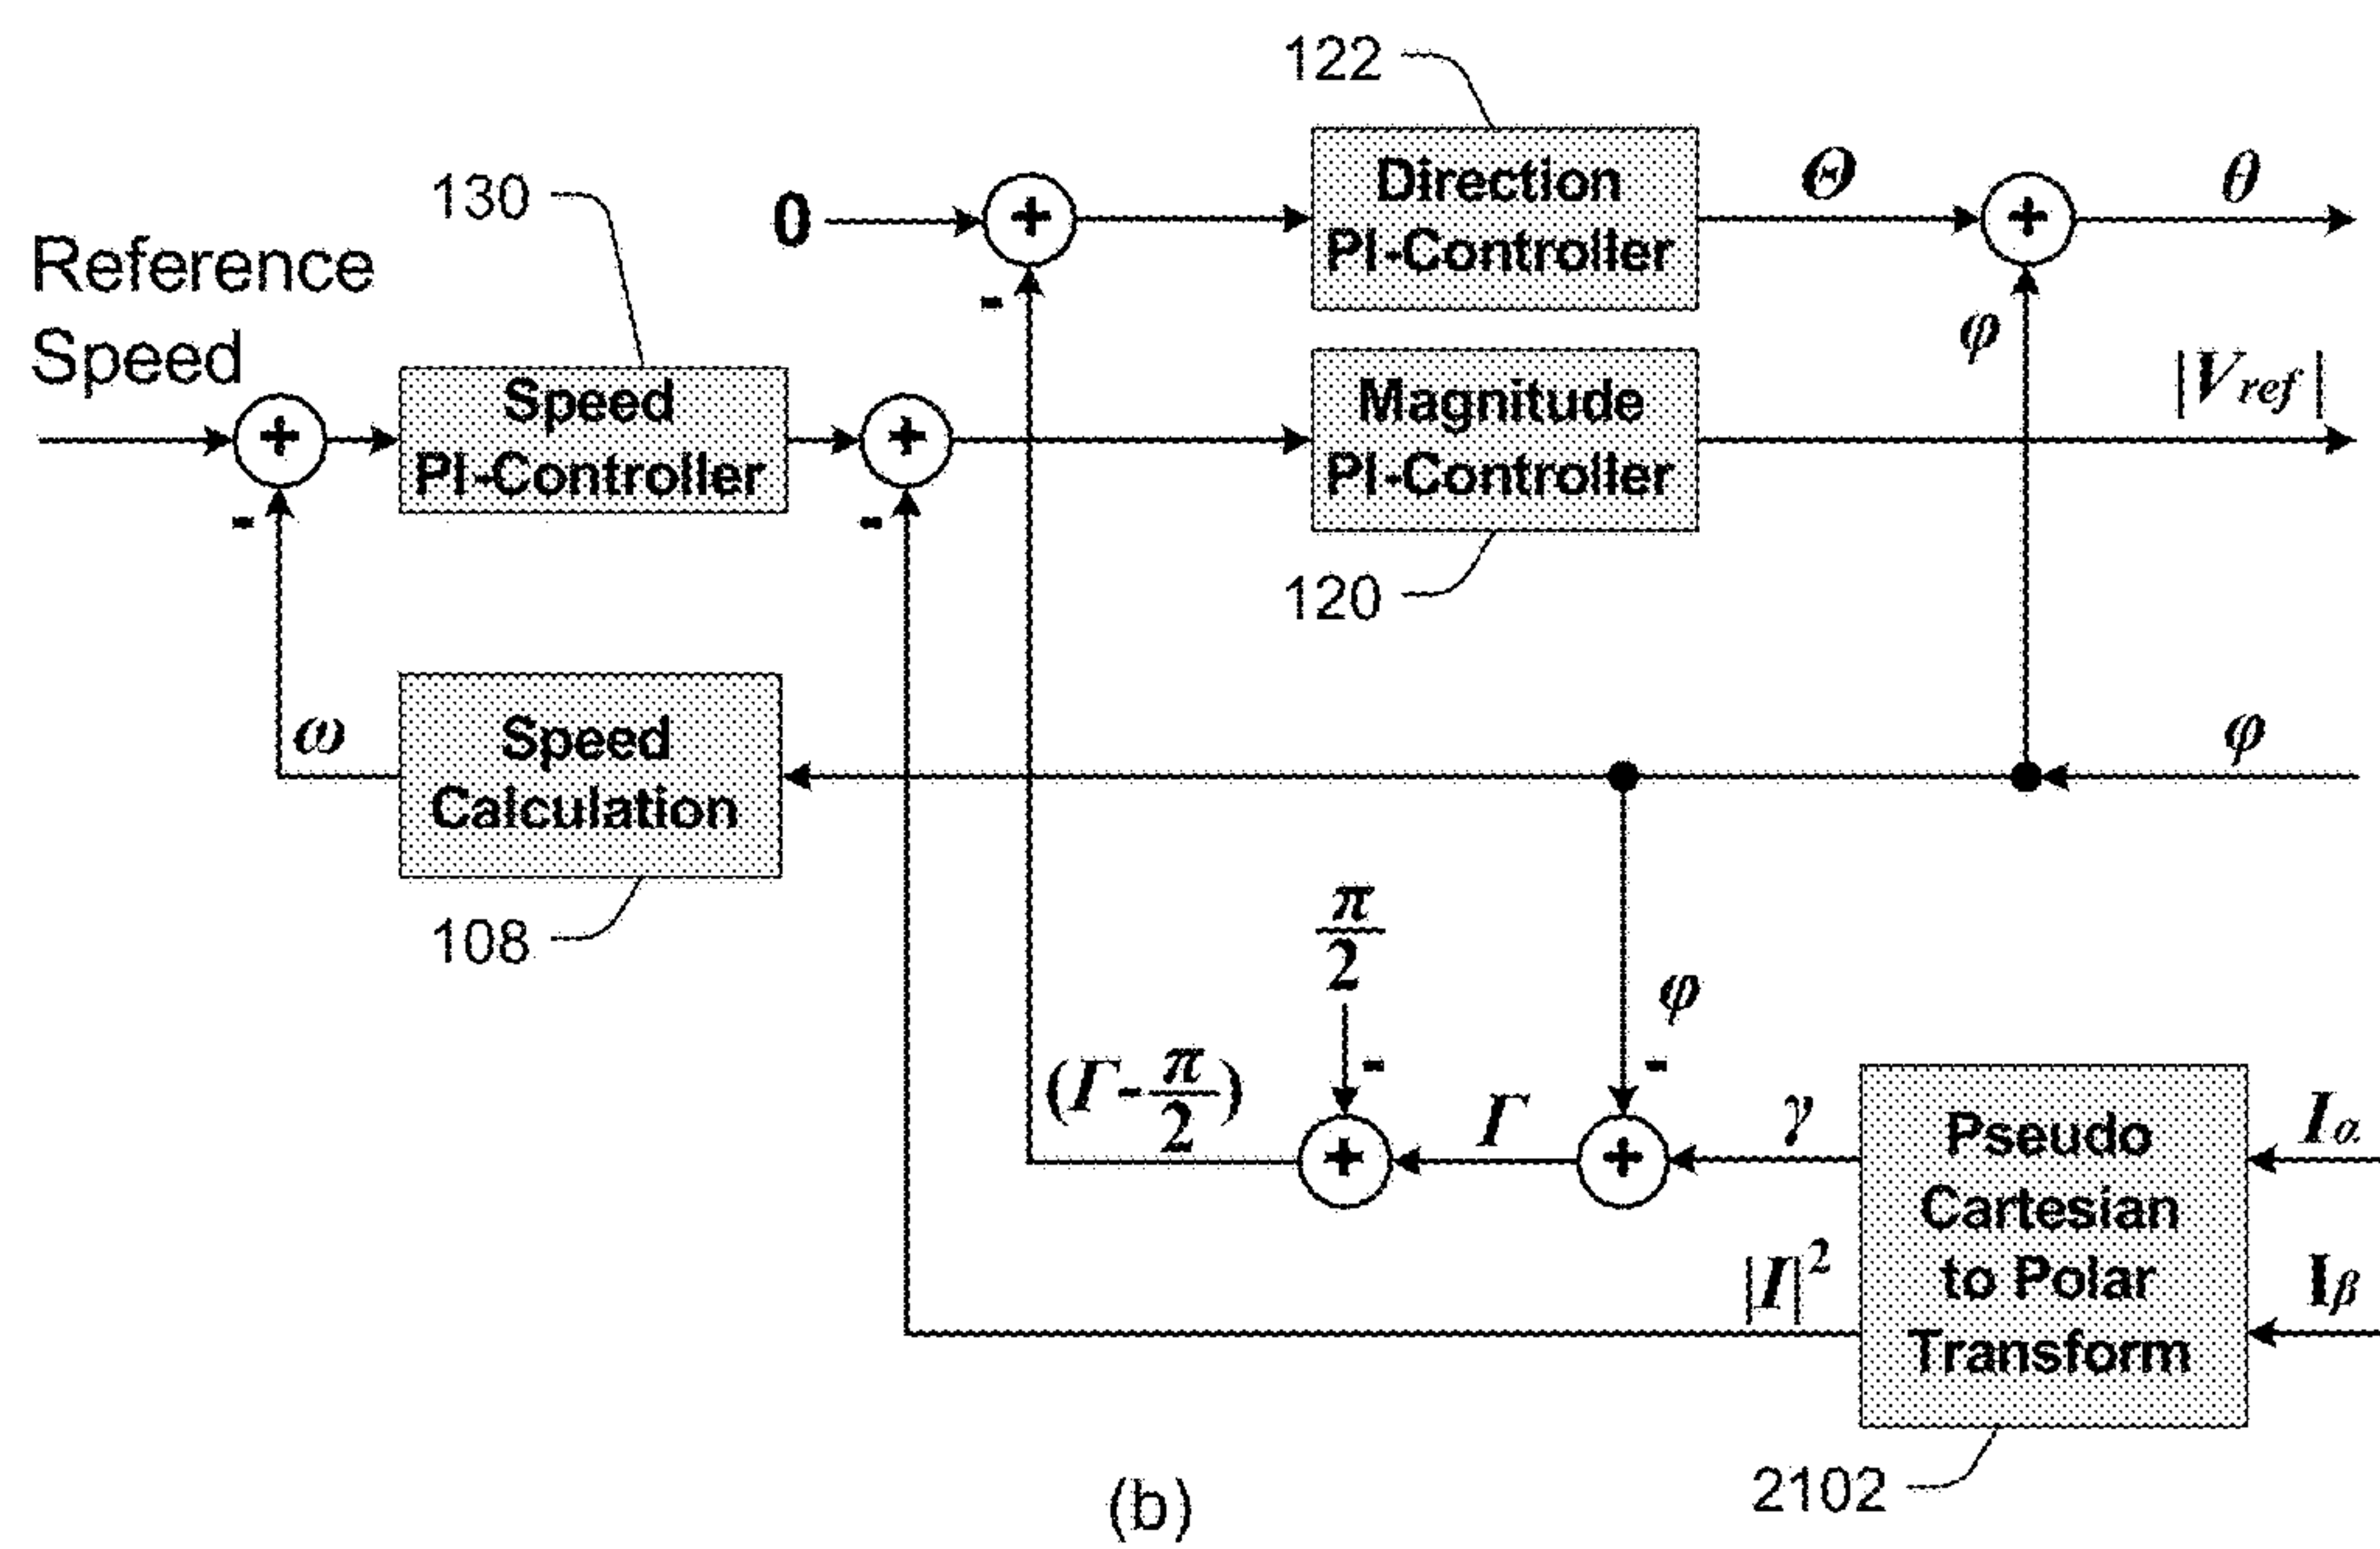 122
130
Reference
Speed
0
+
-
Direction
PI-Controller
Θ
+
θ
φ
+
-
Speed
PI-Controller
+
-
Magnitude
PI-Controller
|Vref|
120
ω
Speed
Calculation
φ
108
π
2
-
φ
-
(Γ-π/2)
+
Γ
+
γ
Pseudo
Cartesian
to Polar
Transform
Iα
|I|²
Iβ
2102
(b)